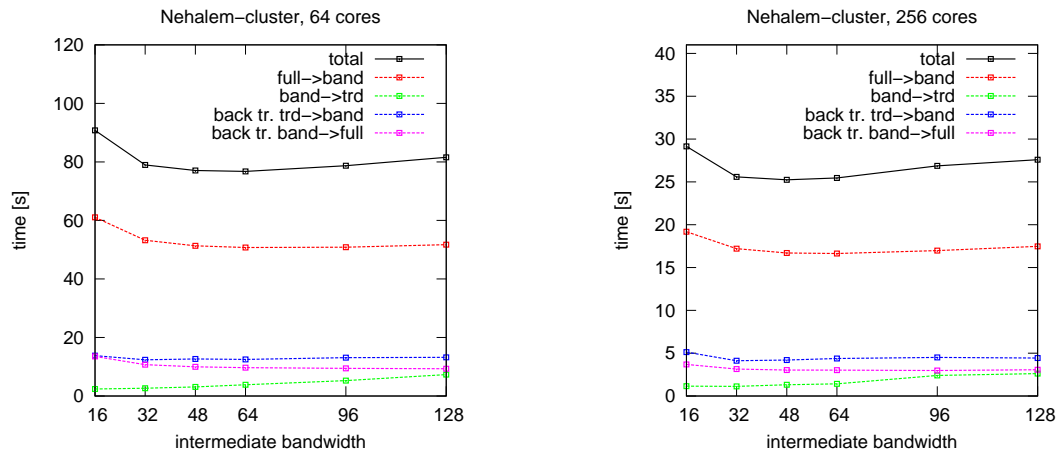 Nehalem−cluster, 64 cores
120
100
80
60
40
20
0
16 32 48 64 96 128
time [s]
intermediate bandwidth
total
full−>band
band−>trd
back tr. trd−>band
back tr. band−>full
Nehalem−cluster, 256 cores
40
35
30
25
20
15
10
5
0
16 32 48 64 96 128
time [s]
intermediate bandwidth
total
full−>band
band−>trd
back tr. trd−>band
back tr. band−>full